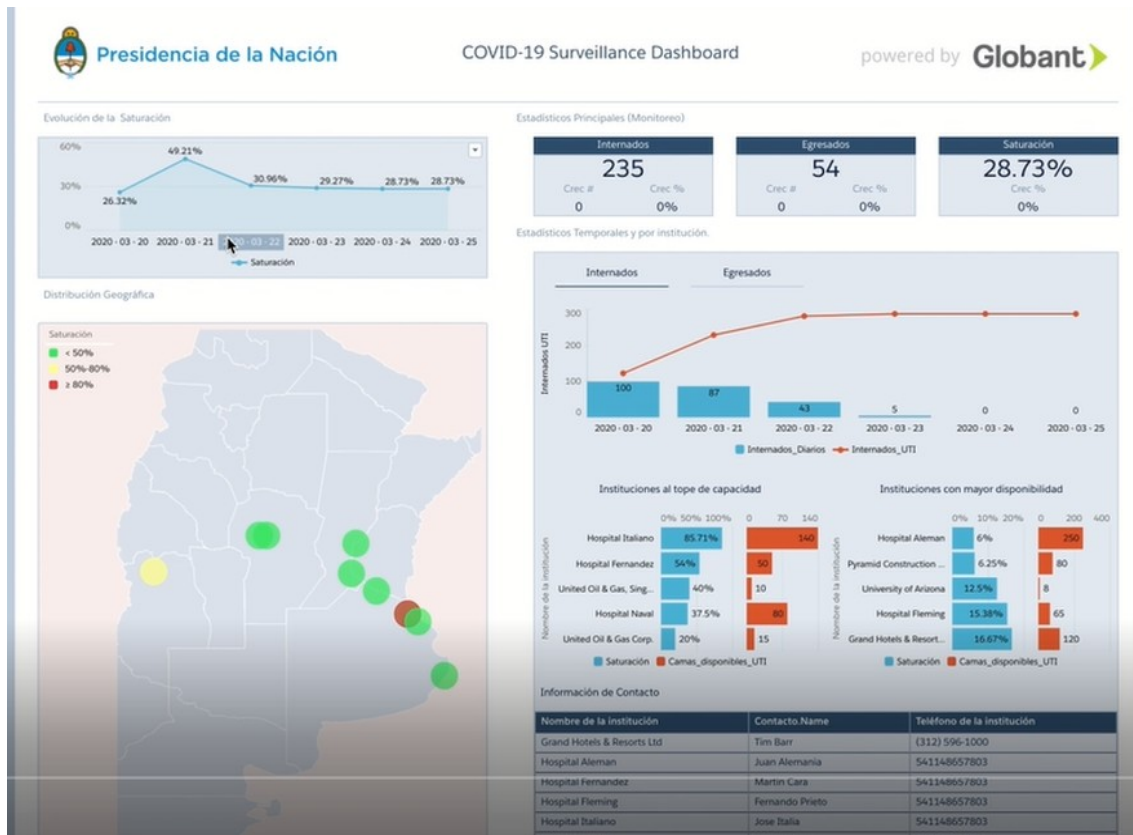 Presidencia de la Nación
COVID-19 Surveillance Dashboard
powered by Globant
Evolución de la Saturación
60%
30%
0%
26.32%
49.21%
30.96%
29.27%
28.73%
28.73%
2020 - 03 - 20 2020 - 03 - 21 2020 - 03 - 22 2020 - 03 - 23 2020 - 03 - 24 2020 - 03 - 25
Saturación
Distribución Geográfica
Saturación
< 50%
50%-80%
≥ 80%
Estadísticos Principales (Monitoreo)
Internados
235
Crec # Crec %
0 0%
Egresados
54
Crec # Crec %
0 0%
Saturación
28.73%
Crec %
0%
Estadísticos Temporales y por institución.
Internados Egresados
Internados UTI
300
200
100
0
100 87 43 5 0 0
2020 - 03 - 20 2020 - 03 - 21 2020 - 03 - 22 2020 - 03 - 23 2020 - 03 - 24 2020 - 03 - 25
Internados_Diarios Internados_UTI
Instituciones al tope de capacidad
0% 50% 100% 0 70 140
Nombre de la institución
Hospital Italiano 85.71% 140
Hospital Fernandez 54% 50
United Oil & Gas, Sing... 40% 10
Hospital Naval 37.5% 80
United Oil & Gas Corp. 20% 15
Saturación Camas_disponibles_UTI
Instituciones con mayor disponibilidad
0% 10% 20% 0 200 400
Nombre de la institución
Hospital Aleman 6% 250
Pyramid Construction ... 6.25% 80
University of Arizona 12.5% 8
Hospital Fleming 15.38% 65
Grand Hotels & Resort... 16.67% 120
Saturación Camas_disponibles_UTI
Información de Contacto
Nombre de la institución Contacto.Name Teléfono de la institución
Grand Hotels & Resorts Ltd Tim Barr (312) 596-1000
Hospital Aleman Juan Alemania 541148657803
Hospital Fernandez Martin Cara 541148657803
Hospital Fleming Fernando Prieto 541148657803
Hospital Italiano Jose Italia 541148657803